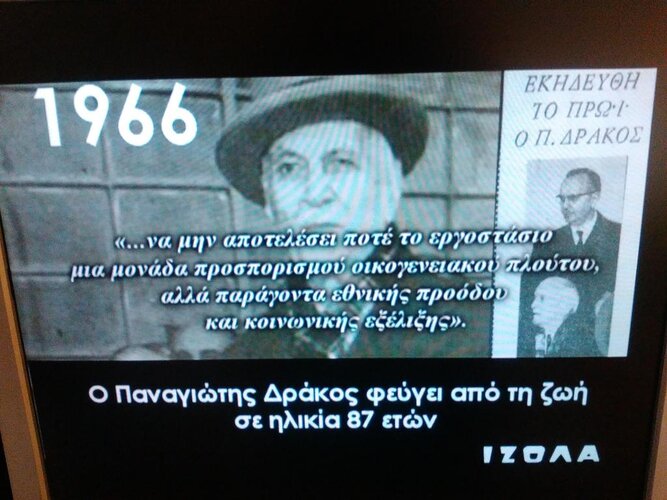 1966
ΕΚΗΔΕΥΘΗ
ΤΟ ΠΡΩ·Ι·
Ο Π. ΔΡΑΚΟΣ
«...να μην αποτελέσει ποτέ το εργοστάσιο
μια μονάδα προσπορισμού οικογενειακού πλούτου,
αλλά παράγοντα εθνικής προόδου
και κοινωνικής εξέλιξης».
Ο Παναγιώτης Δράκος φεύγει από τη ζωή
σε ηλικία 87 ετών
ΙΖΟΛΑ